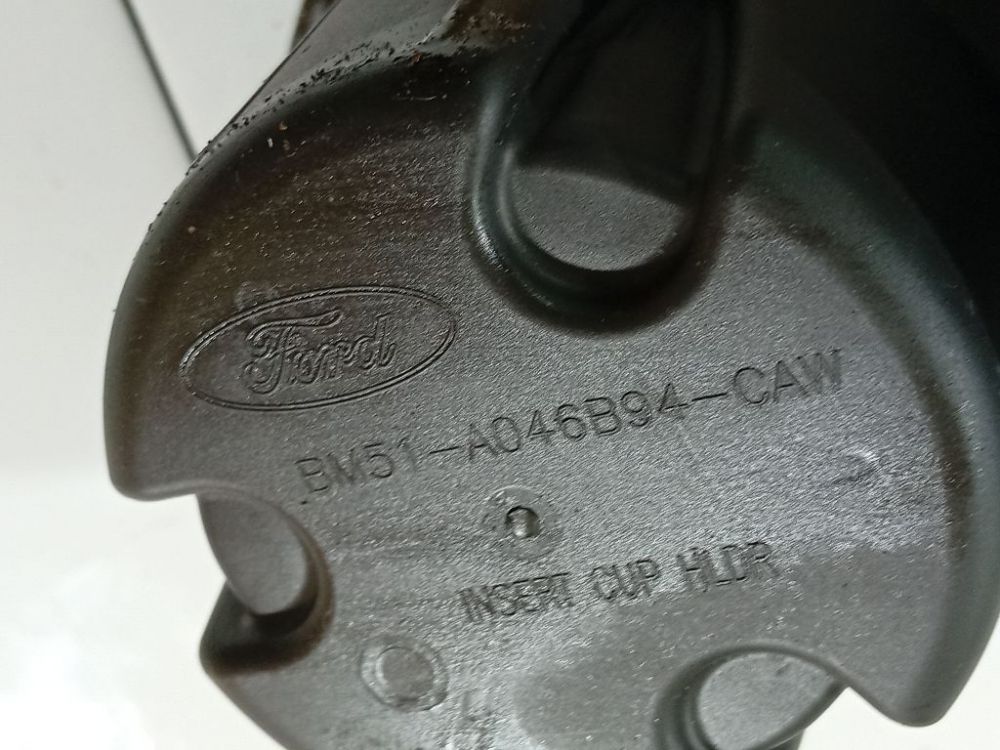 Ford
BM51-A046B94-CAW
INSERT CUP HLDR